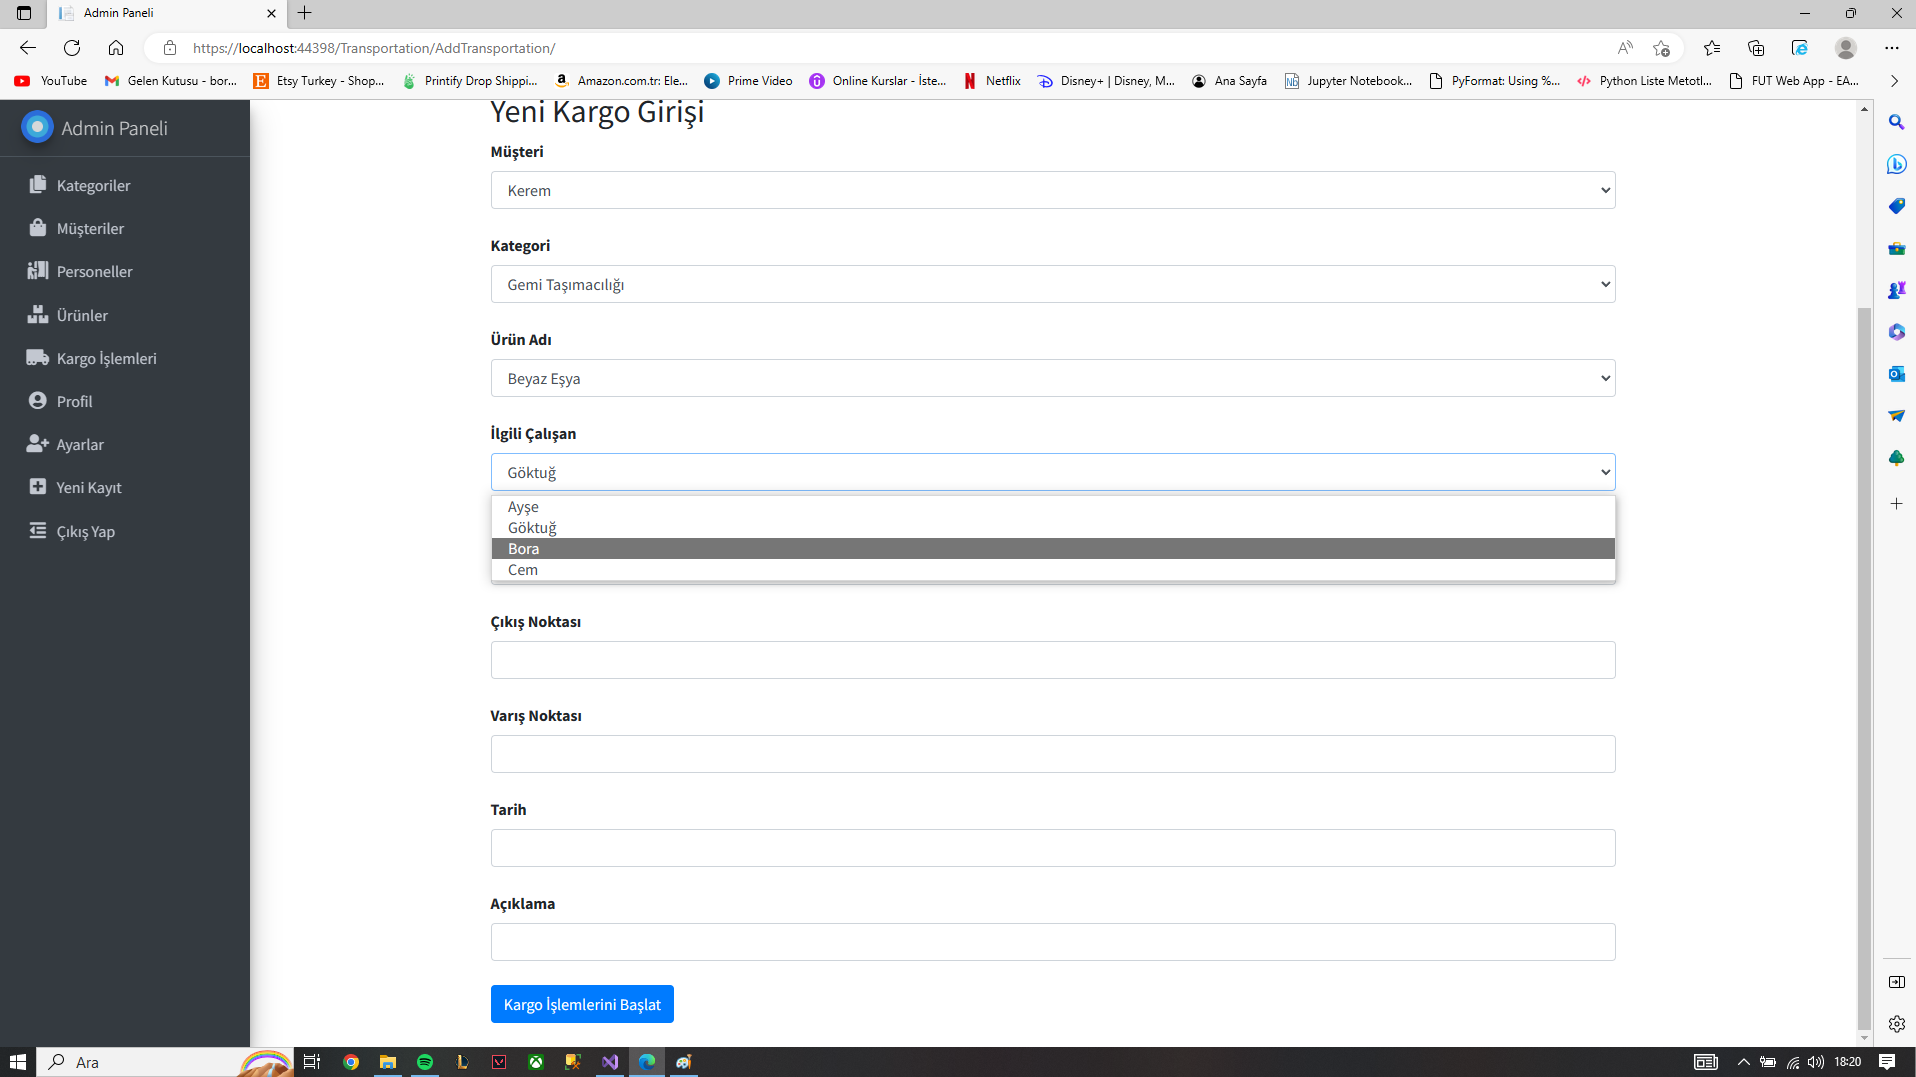 Admin Paneli
https://localhost:44398/Transportation/AddTransportation/
YouTube
Gelen Kutusu - bor...
Etsy Turkey - Shop...
Printify Drop Shippi...
Amazon.com.tr: Ele...
Prime Video
Online Kurslar - İste...
Netflix
Disney+ | Disney, M...
Ana Sayfa
Jupyter Notebook...
PyFormat: Using %...
Python Liste Metotl...
FUT Web App - EA...
Admin Paneli
Kategoriler
Müşteriler
Personeller
Ürünler
Kargo İşlemleri
Profil
Ayarlar
Yeni Kayıt
Çıkış Yap
Yeni Kargo Girişi
Müşteri
Kerem
Kategori
Gemi Taşımacılığı
Ürün Adı
Beyaz Eşya
İlgili Çalışan
Göktuğ
Ayşe
Göktuğ
Bora
Cem
Çıkış Noktası
Varış Noktası
Tarih
Açıklama
Kargo İşlemlerini Başlat
Ara
18:20